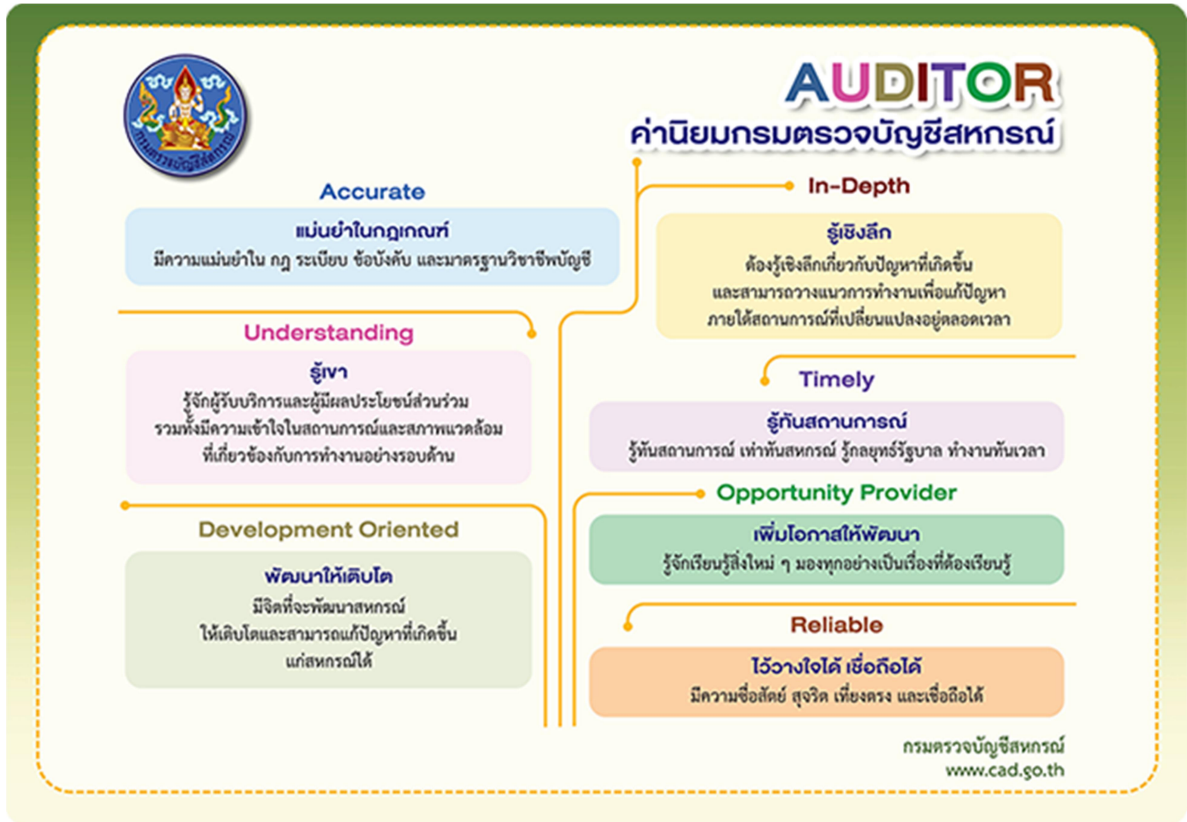 กรมตรวจบัญชีสหกรณ์
AUDITOR
ค่านิยมกรมตรวจบัญชีสหกรณ์
Accurate
แม่นยำในกฎเกณฑ์
มีความแม่นยำใน กฎ ระเบียบ ข้อบังคับ และมาตรฐานวิชาชีพบัญชี
Understanding
รู้เขา
รู้จักผู้รับบริการและผู้มีผลประโยชน์ส่วนร่วม
รวมทั้งมีความเข้าใจในสถานการณ์และสภาพแวดล้อม
ที่เกี่ยวข้องกับการทำงานอย่างรอบด้าน
Development Oriented
พัฒนาให้เติบโต
มีจิตที่จะพัฒนาสหกรณ์
ให้เติบโตและสามารถแก้ปัญหาที่เกิดขึ้น
แก่สหกรณ์ได้
In-Depth
รู้เชิงลึก
ต้องรู้เชิงลึกเกี่ยวกับปัญหาที่เกิดขึ้น
และสามารถวางแนวการทำงานเพื่อแก้ปัญหา
ภายใต้สถานการณ์ที่เปลี่ยนแปลงอยู่ตลอดเวลา
Timely
รู้ทันสถานการณ์
รู้ทันสถานการณ์ เท่าทันสหกรณ์ รู้กลยุทธ์รัฐบาล ทำงานทันเวลา
Opportunity Provider
เพิ่มโอกาสให้พัฒนา
รู้จักเรียนรู้สิ่งใหม่ ๆ มองทุกอย่างเป็นเรื่องที่ต้องเรียนรู้
Reliable
ไว้วางใจได้ เชื่อถือได้
มีความซื่อสัตย์ สุจริต เที่ยงตรง และเชื่อถือได้
กรมตรวจบัญชีสหกรณ์
www.cad.go.th